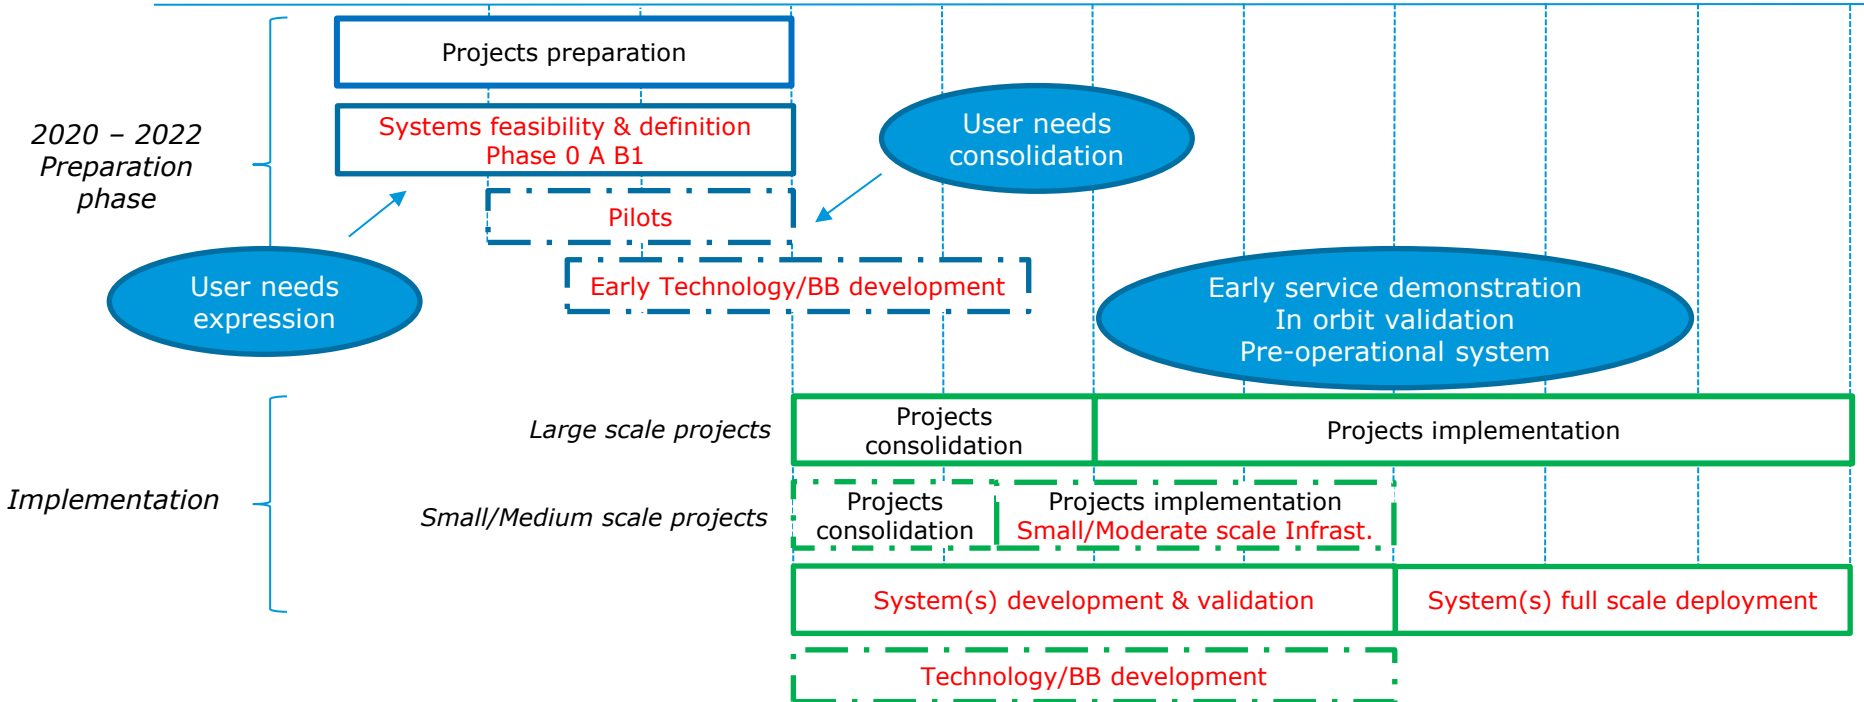 Projects preparation
2020 – 2022
Preparation
phase
Systems feasibility & definition
Phase 0 A B1
User needs
consolidation
Pilots
User needs
expression
Early Technology/BB development
Early service demonstration
In orbit validation
Pre-operational system
Implementation
Large scale projects
Projects
consolidation
Projects implementation
Small/Medium scale projects
Projects
consolidation
Projects implementation
Small/Moderate scale Infrast.
System(s) development & validation
System(s) full scale deployment
Technology/BB development